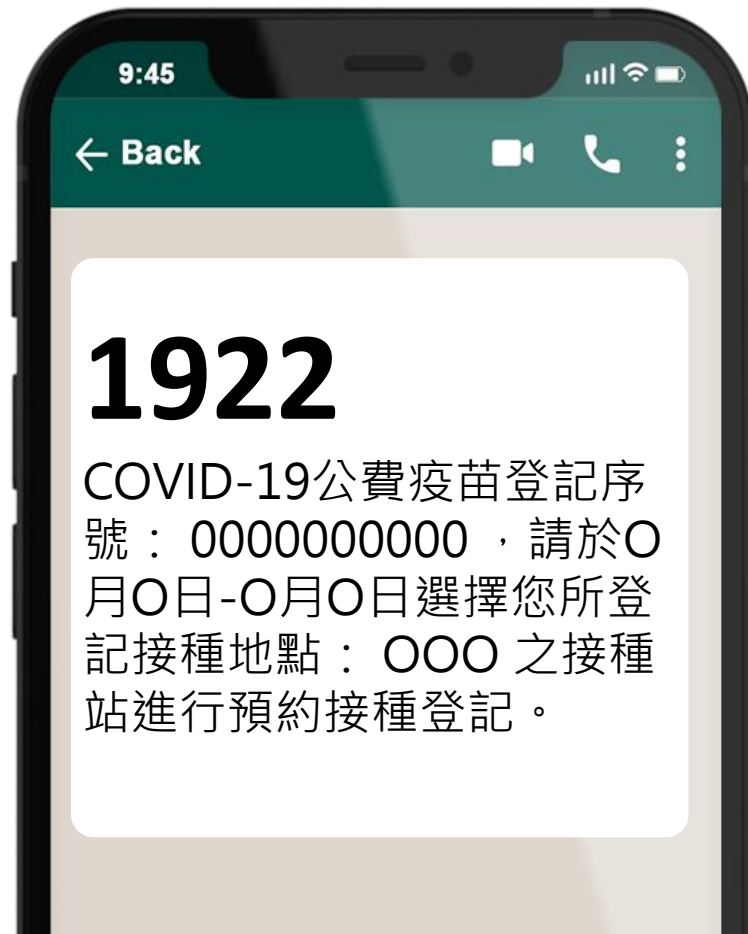 9:45
← Back
1922
COVID-19公費疫苗登記序
號： 0000000000 ，請於O
月O日-O月O日選擇您所登
記接種地點： OOO 之接種
站進行預約接種登記。